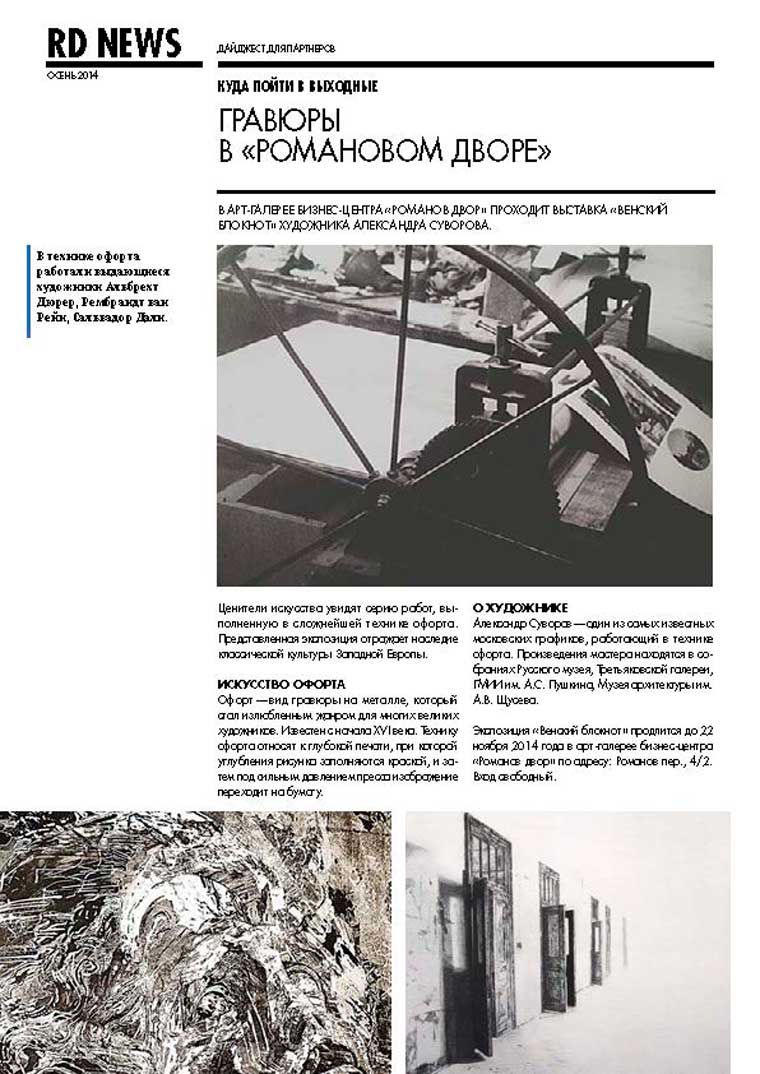 RD NEWS
ДАЙДЖЕСТ ДЛЯ ПАРТНЕРОВ
ОСЕНЬ 2014
КУДА ПОЙТИ В ВЫХОДНЫЕ
ГРАВЮРЫ
В «РОМАНОВОМ ДВОРЕ»
В АРТ-ГАЛЕРЕЕ БИЗНЕС-ЦЕНТРА «РОМАНОВ ДВОР» ПРОХОДИТ ВЫСТАВКА «ВЕНСКИЙ
БЛОКНОТ» ХУДОЖНИКА АЛЕКСАНДРА СУВОРОВА.
В технике офорта
работали выдающиеся
художники Альбрехт
Дюрер, Рембрандт ван
Рейн, Сальвадор Дали.
Ценители искусства увидят серию работ, вы-
полненную в сложнейшей технике офорта.
Представленная экспозиция отражает наследие
классической культуры Западной Европы.
ИСКУССТВО ОФОРТА
Офорт — вид гравюры на металле, который
стал излюбленным жанром для многих великих
художников. Известен с начала XVI века. Технику
офорта относят к глубокой печати, при которой
углубления рисунка заполняются краской, и за-
тем под сильным давлением пресса изображение
переходит на бумагу.
О ХУДОЖНИКЕ
Александр Суворов — один из самых известных
московских графиков, работающий в технике
офорта. Произведения мастера находятся в со-
браниях Русского музея, Третьяковской галереи,
ГМИИ им. А.С. Пушкина, Музея архитектуры им.
А.В. Щусева.
Экспозиция «Венский блокнот» продлится до 22
ноября 2014 года в арт-галерее бизнес-центра
«Романов двор» по адресу: Романов пер., 4/2.
Вход свободный.